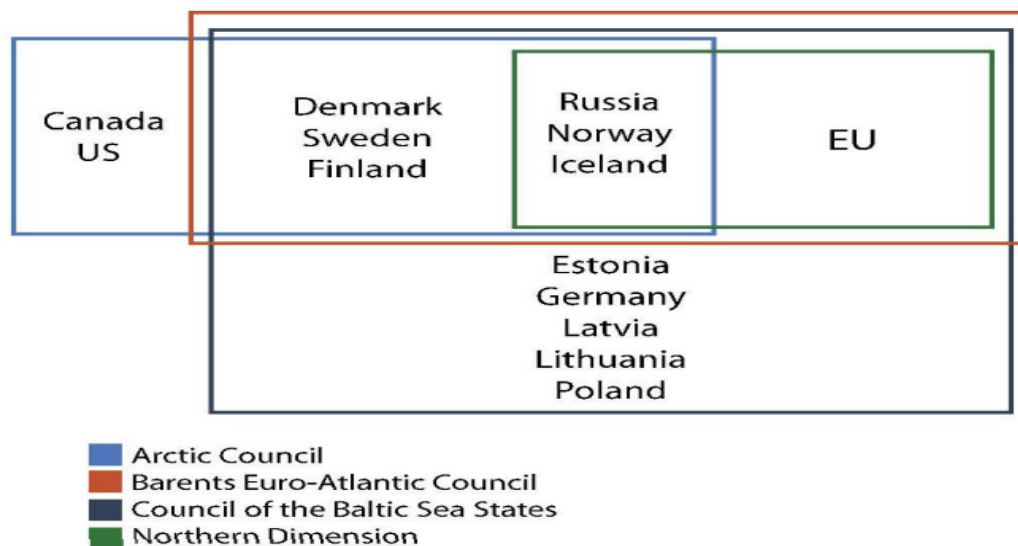 Canada
US
Denmark
Sweden
Finland
Russia
Norway
Iceland
EU
Estonia
Germany
Latvia
Lithuania
Poland
Arctic Council
Barents Euro-Atlantic Council
Council of the Baltic Sea States
Northern Dimension